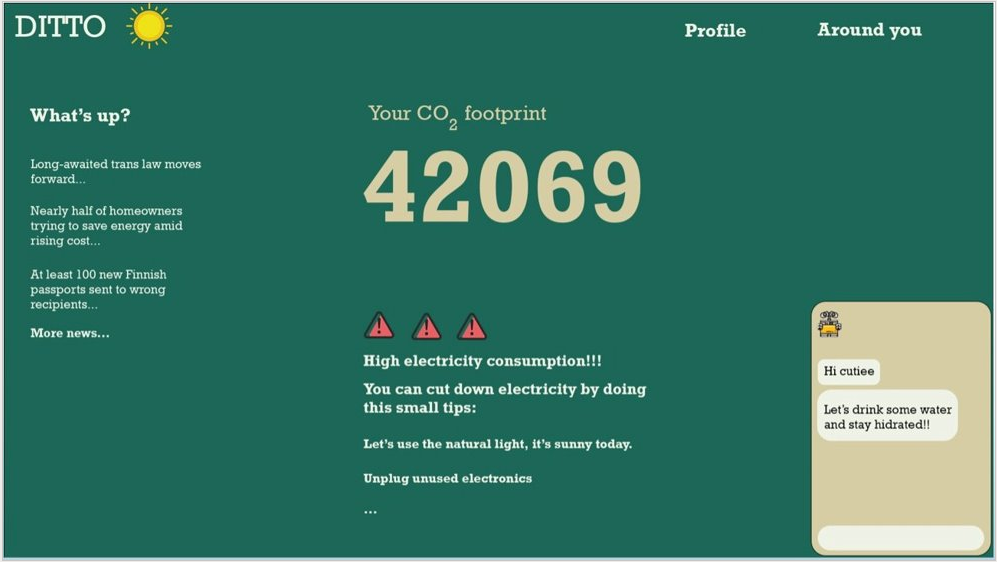 DITTO
Profile
Around you
What's up?
Long-awaited trans law moves
forward...
Nearly half of homeowners
trying to save energy amid
rising cost...
At least 100 new Finnish
passports sent to wrong
recipients...
More news...
Your CO₂ footprint
42069
High electricity consumption!!!
You can cut down electricity by doing
this small tips:
Let's use the natural light, it's sunny today.
Unplug unused electronics
...
Hi cutiee
Let's drink some water
and stay hidrated!!